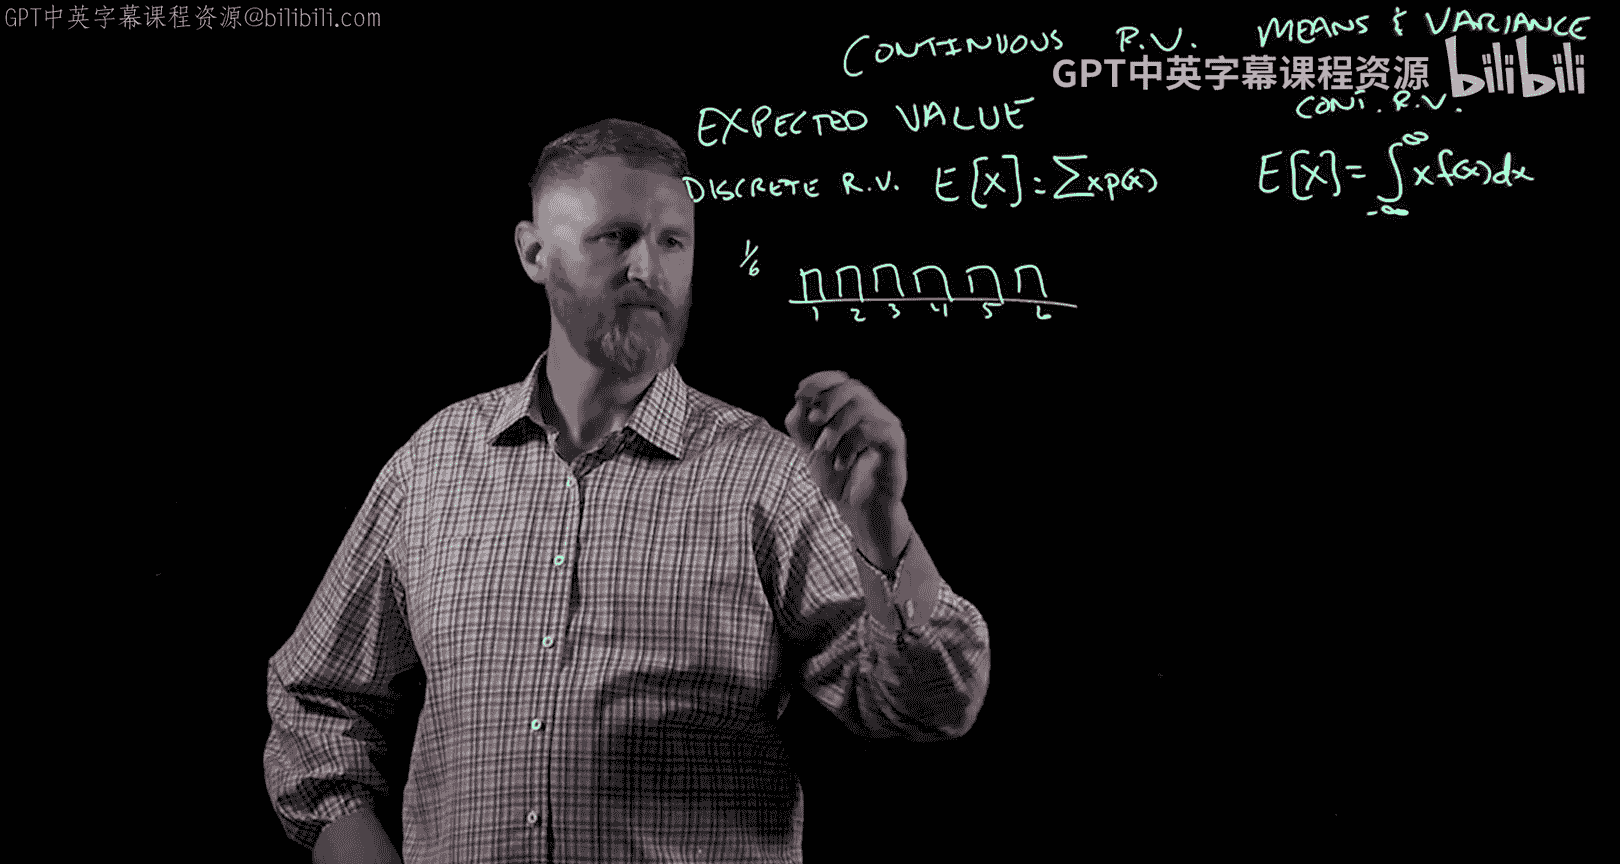 GPT中英字幕课程资源@bilibili.com
CONTINUOUS R.V. MEANS & VARIANCE
GPT中英字幕课程资源 bilibili
EXPECTED VALUE
CONT. R.V.
DISCRETE R.V. E[X] = ∑xp(x)
E[X] = ∫_{-∞}^{∞} x f(x) dx
1/6
1 2 3 4 5 6